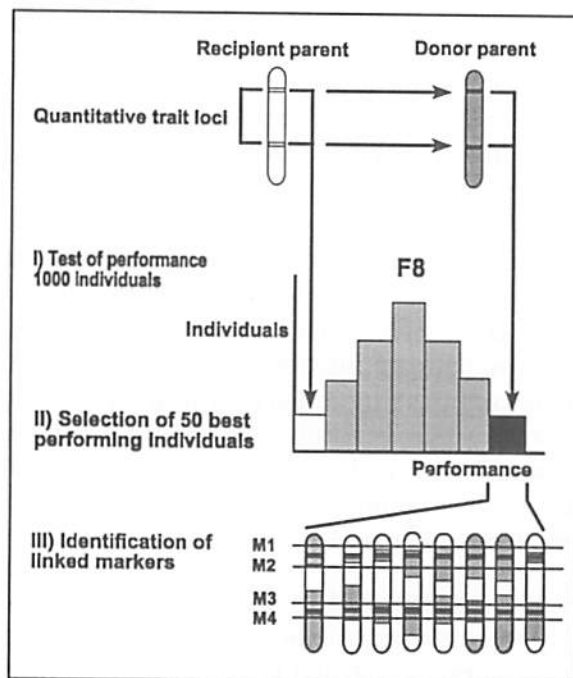 Recipient parent
Donor parent
Quantitative trait loci
I) Test of performance
1000 individuals
F8
Individuals
II) Selection of 50 best
performing individuals
Performance
III) Identification of
linked markers
M1
M2
M3
M4